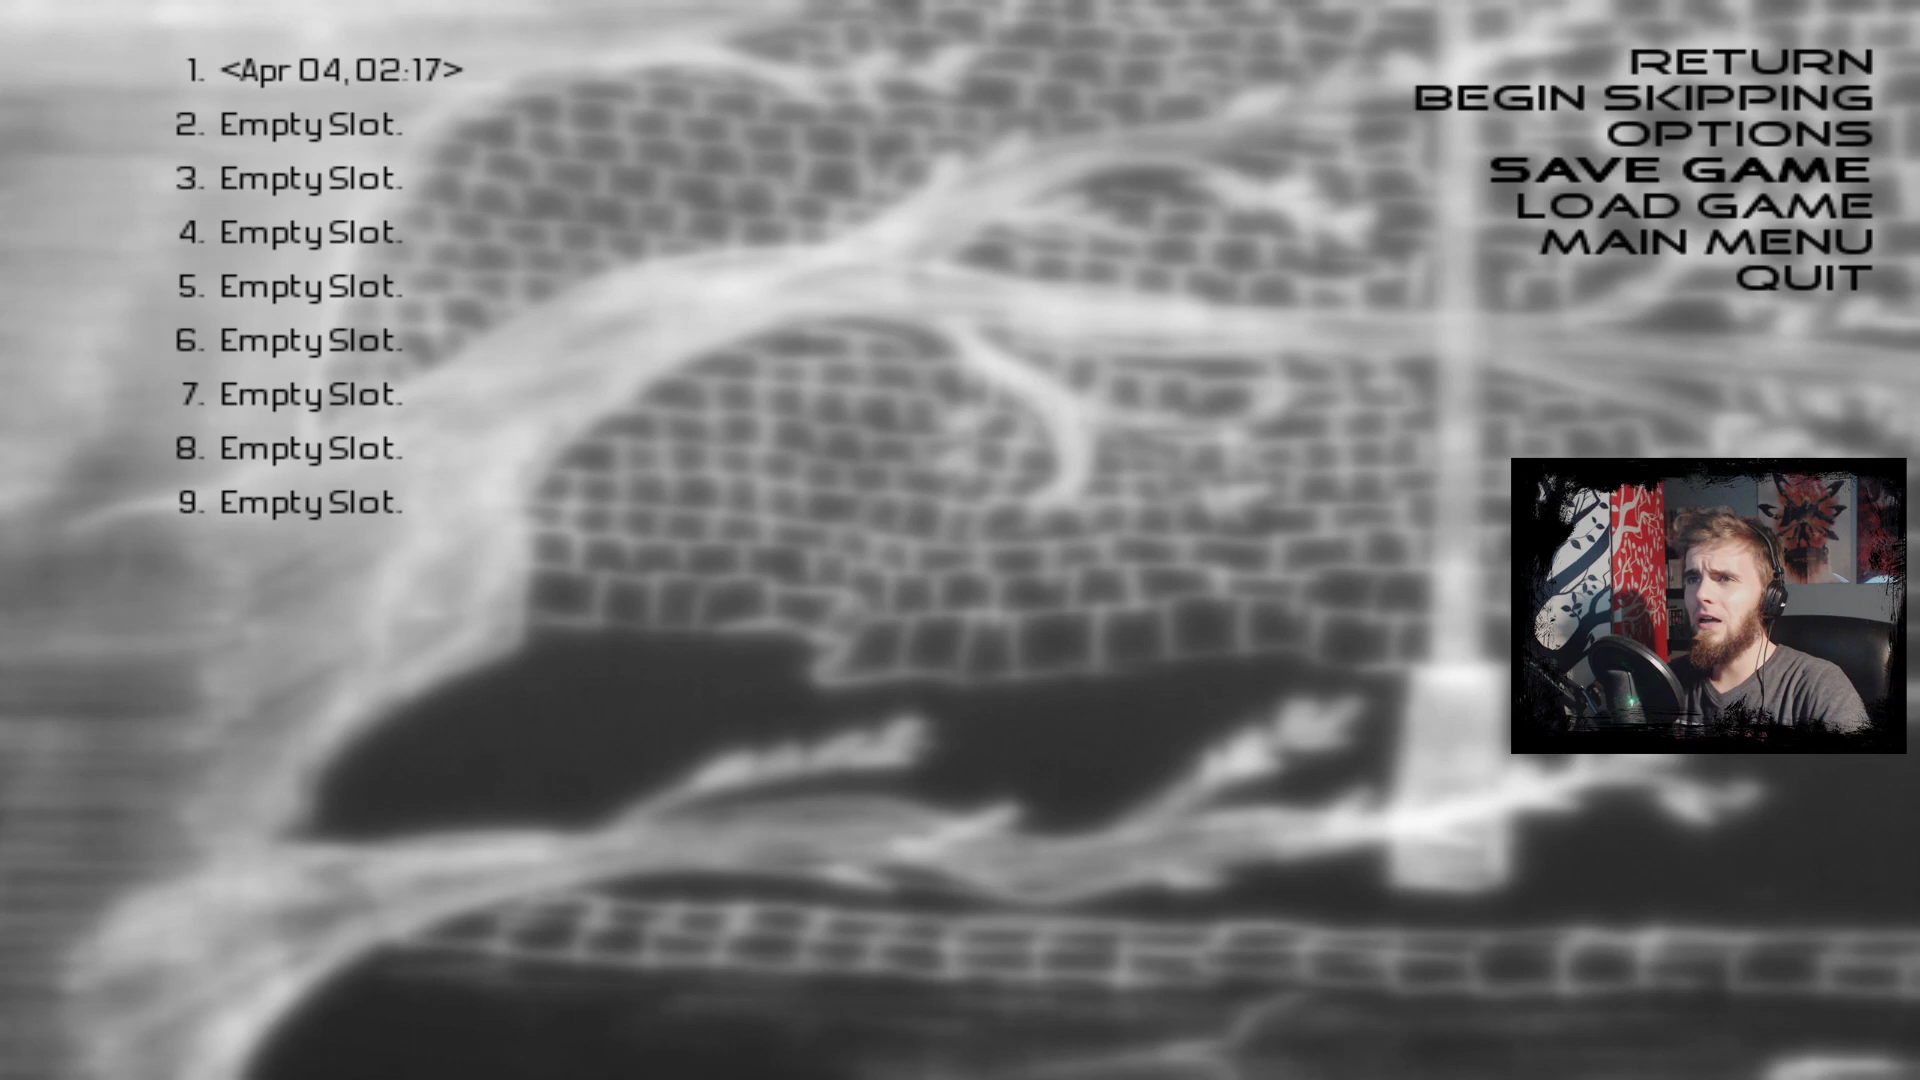 1. <Apr 04, 02:17>
2. Empty Slot.
3. Empty Slot.
4. Empty Slot.
5. Empty Slot.
6. Empty Slot.
7. Empty Slot.
8. Empty Slot.
9. Empty Slot.
RETURN
BEGIN SKIPPING
OPTIONS
SAVE GAME
LOAD GAME
MAIN MENU
QUIT